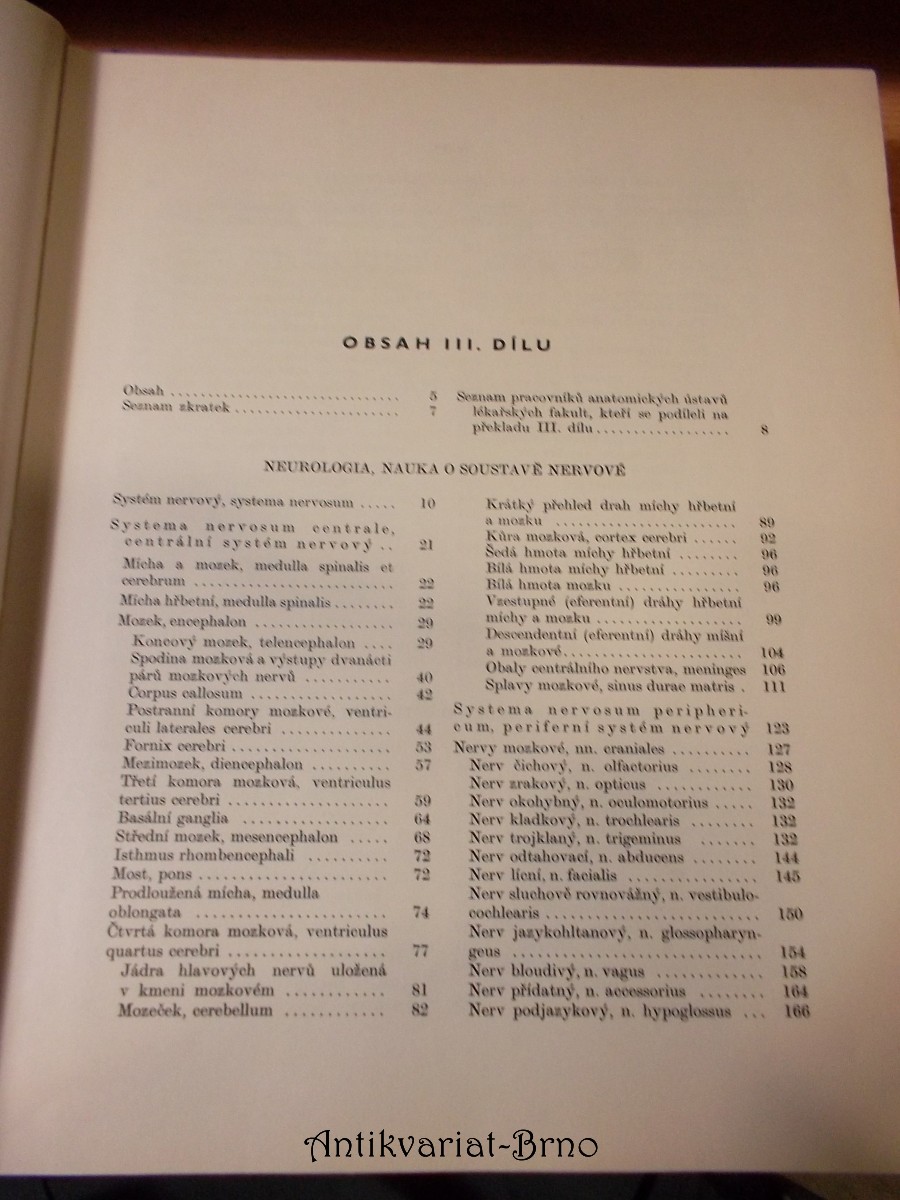 OBSAH III. DÍLU
Obsah .............................. 5
Seznam zkratek ...................... 7
Seznam pracovníků anatomických ústavů
lékařských fakult, kteří se podíleli na
překladu III. dílu .................. 8
NEUROLOGIA, NAUKA O SOUSTAVĚ NERVOVÉ
Systém nervový, systema nervosum ..... 10
Systema nervosum centrale,
centrální systém nervový .. 21
Mícha a mozek, medulla spinalis et
cerebrum .......................... 22
Mícha hřbetní, medulla spinalis ........ 22
Mozek, encephalon .................. 29
Koncový mozek, telencephalon .... 29
Spodina mozková a výstupy dvanácti
párů mozkových nervů ........... 40
Corpus callosum .................. 42
Postranní komory mozkové, ventri-
culi laterales cerebri ............. 44
Fornix cerebri .................... 53
Mezimozek, diencephalon .......... 57
Třetí komora mozková, ventriculus
tertius cerebri .................... 59
Basální ganglia .................. 64
Střední mozek, mesencephalon ..... 68
Isthmus rhombencephali .......... 72
Most, pons ........................ 72
Prodloužená mícha, medulla
oblongata ........................ 74
Čtvrtá komora mozková, ventriculus
quartus cerebri .................... 77
Jádra hlavových nervů uložená
v kmeni mozkovém ............ 81
Mozeček, cerebellum ............ 82
Krátký přehled drah míchy hřbetní
a mozku ........................ 89
Kůra mozková, cortex cerebri ...... 92
Šedá hmota míchy hřbetní ........ 96
Bílá hmota míchy hřbetní ......... 96
Bílá hmota mozku ................ 96
Vzestupné (eferentní) dráhy hřbetní
míchy a mozku ................... 99
Descendentní (eferentní) dráhy míšní
a mozkové ....................... 104
Obaly centrálního nervstva, meninges 106
Splavy mozkové, sinus durae matris . 111
Systema nervosum peripheri-
cum, periferní systém nervový 123
Nervy mozkové, nn. craniales .......... 127
Nerv čichový, n. olfactorius ........ 128
Nerv zrakový, n. opticus ............ 130
Nerv okohybný, n. oculomotorius ..... 132
Nerv kladkový, n. trochlearis ........ 132
Nerv trojklaný, n. trigeminus ....... 132
Nerv odtahovací, n. abducens ........ 144
Nerv lícní, n. facialis ................ 145
Nerv sluchově rovnovážný, n. vestibulo-
cochlearis .......................... 150
Nerv jazykohltanový, n. glossopharyn-
geus .............................. 154
Nerv bloudivý, n. vagus ............. 158
Nerv přídatný, n. accessorius ........ 164
Nerv podjazykový, n. hypoglossus ... 166
Antikvariat-Brno